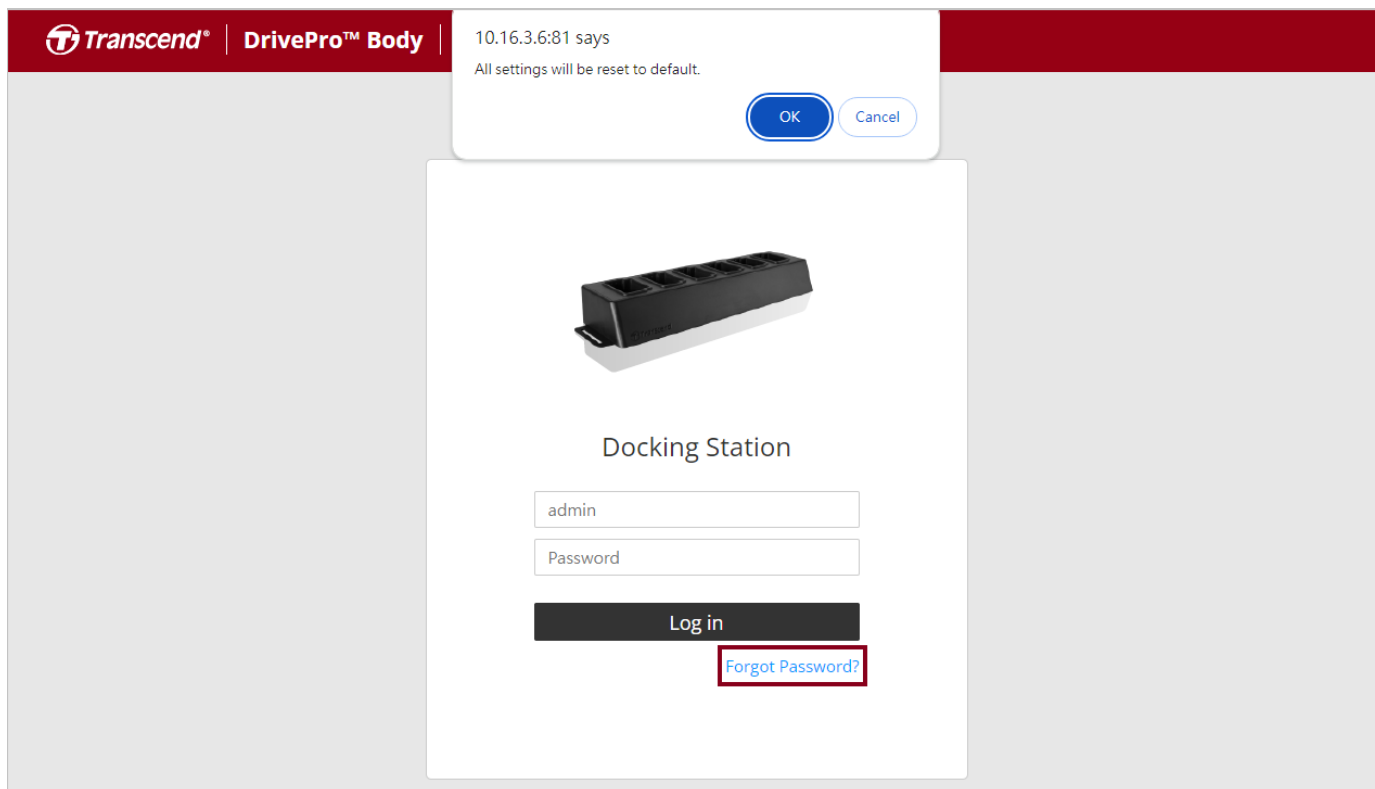 Transcend® DrivePro™ Body
10.16.3.6:81 says
All settings will be reset to default.
OK Cancel
Docking Station
admin
Password
Log in
Forgot Password?